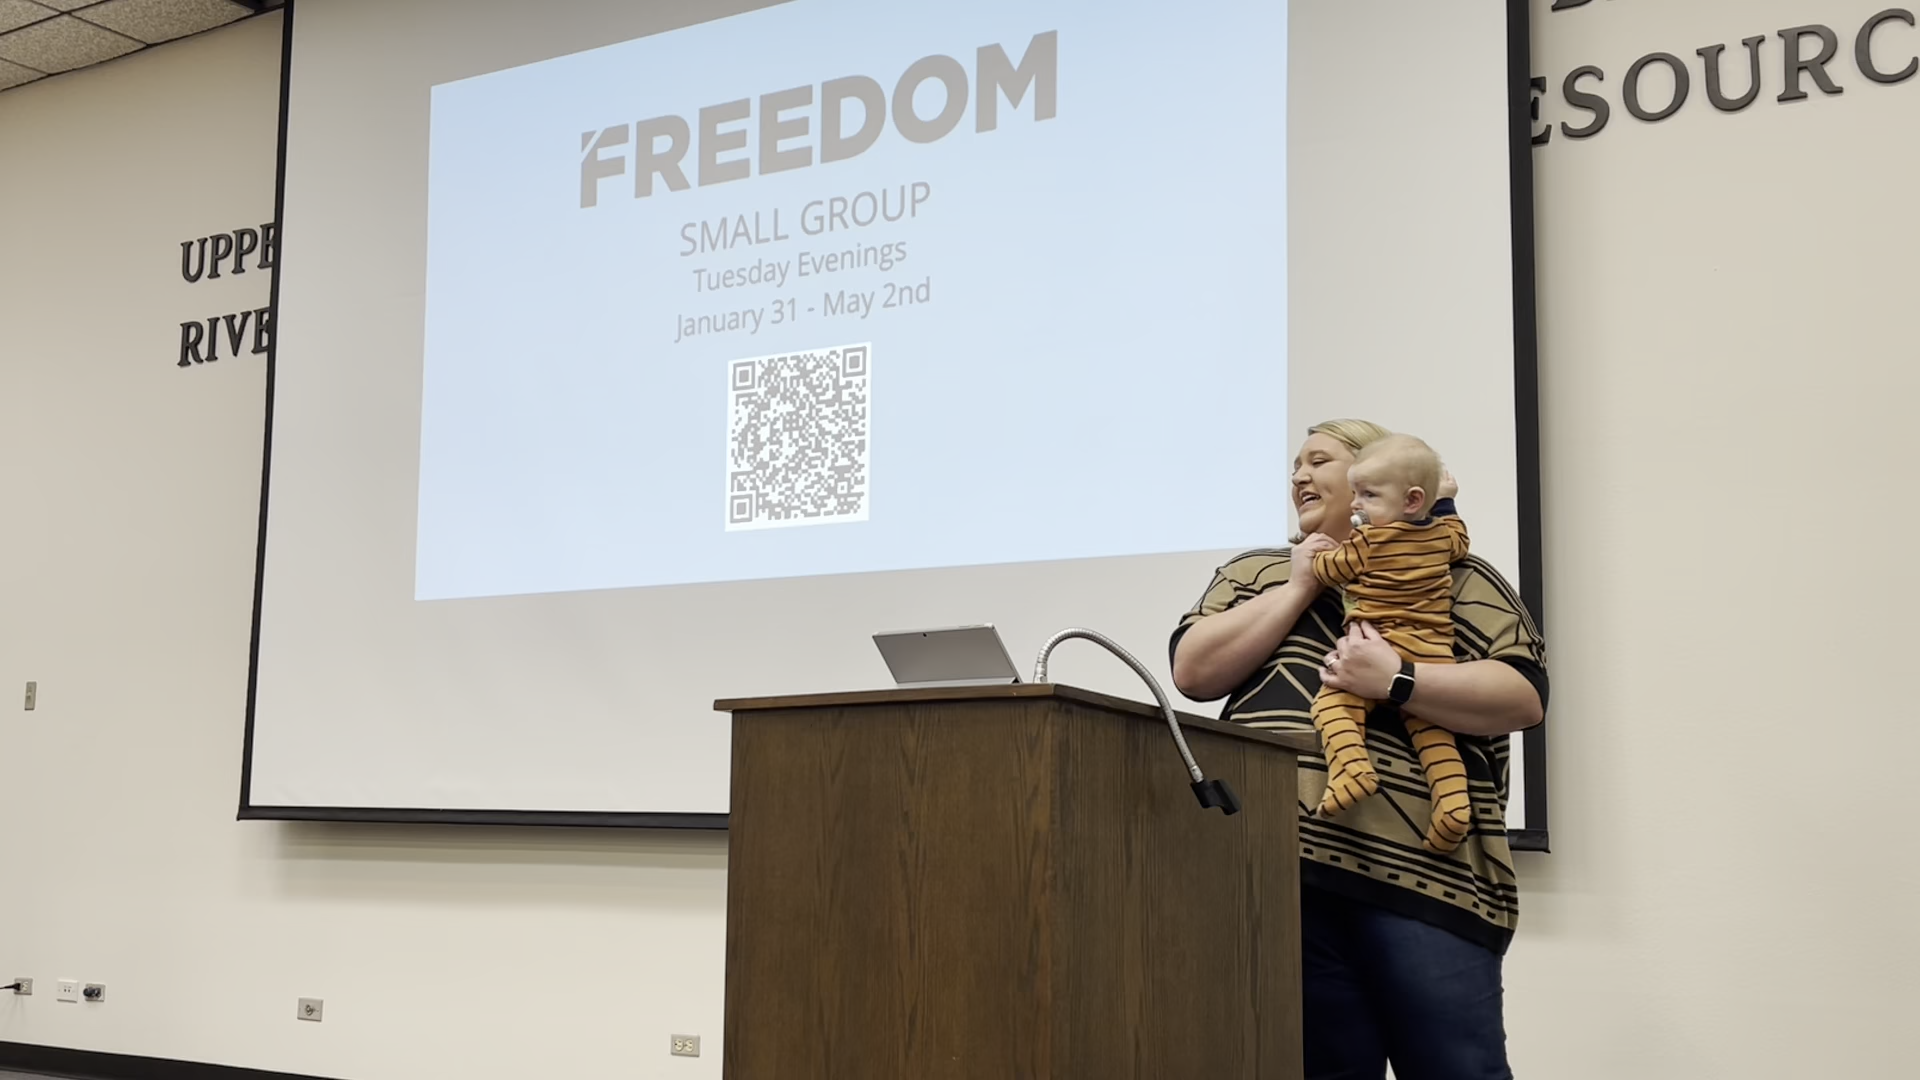 FREEDOM
SMALL GROUP
Tuesday Evenings
January 31 - May 2nd
UPPE
RIVE
ESOURC